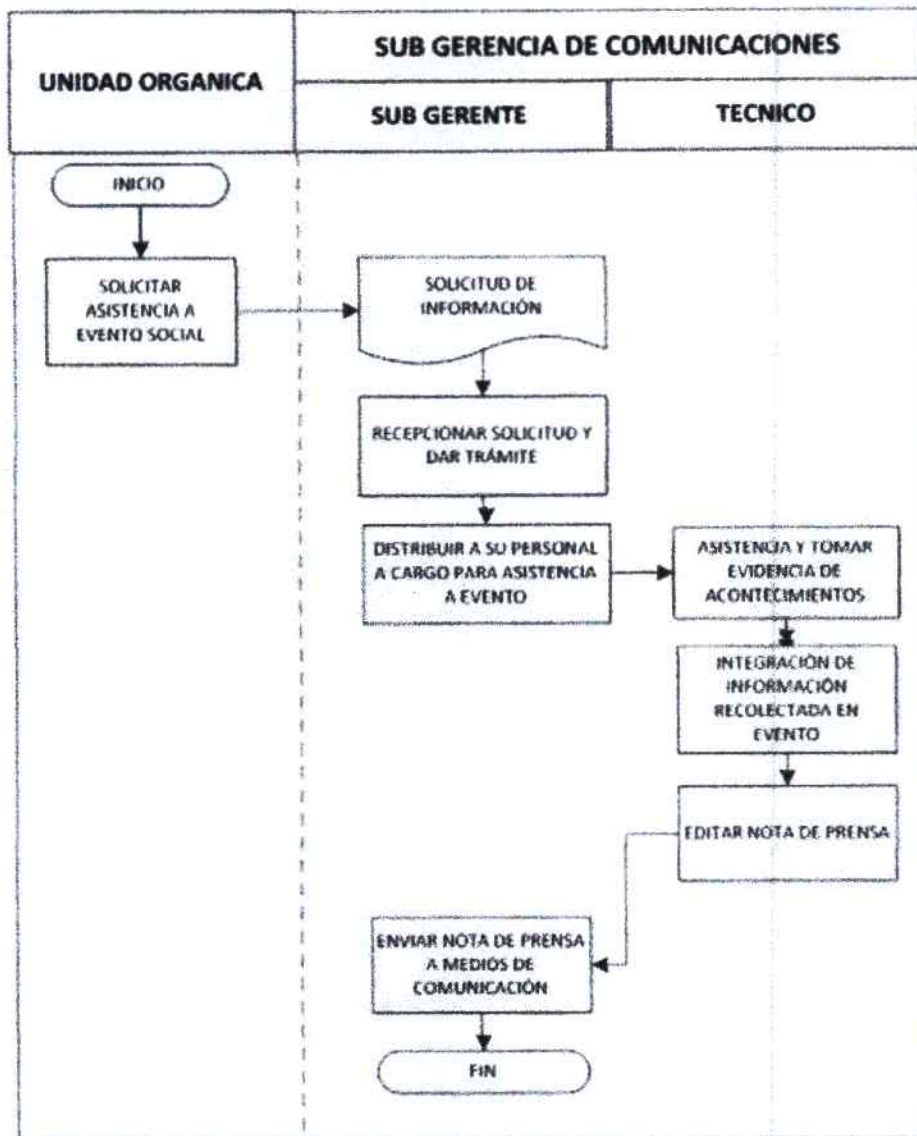 UNIDAD ORGANICA
SUB GERENCIA DE COMUNICACIONES
SUB GERENTE
TECNICO
INICIO
SOLICITAR
ASISTENCIA A
EVENTO SOCIAL
SOLICITUD DE
INFORMACIÓN
RECEPCIONAR SOLICITUD Y
DAR TRÁMITE
DISTRIBUIR A SU PERSONAL
A CARGO PARA ASISTENCIA
A EVENTO
ASISTENCIA Y TOMAR
EVIDENCIA DE
ACONTECIMIENTOS
INTEGRACIÓN DE
INFORMACIÓN
RECOLECTADA EN
EVENTO
EDITAR NOTA DE PRENSA
ENVIAR NOTA DE PRENSA
A MEDIOS DE
COMUNICACIÓN
FIN